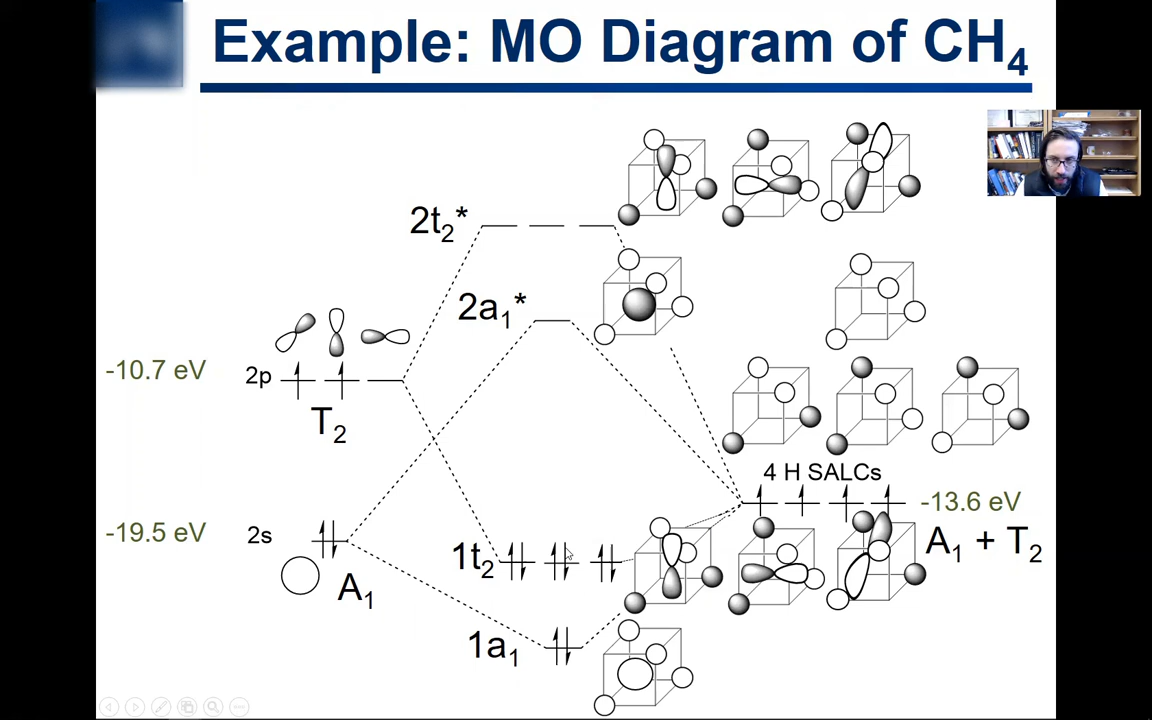 Example: MO Diagram of CH₄
2t₂*
2a₁*
-10.7 eV
2p
T₂
4 H SALCs
-13.6 eV
A₁ + T₂
-19.5 eV
2s
A₁
1t₂
1a₁